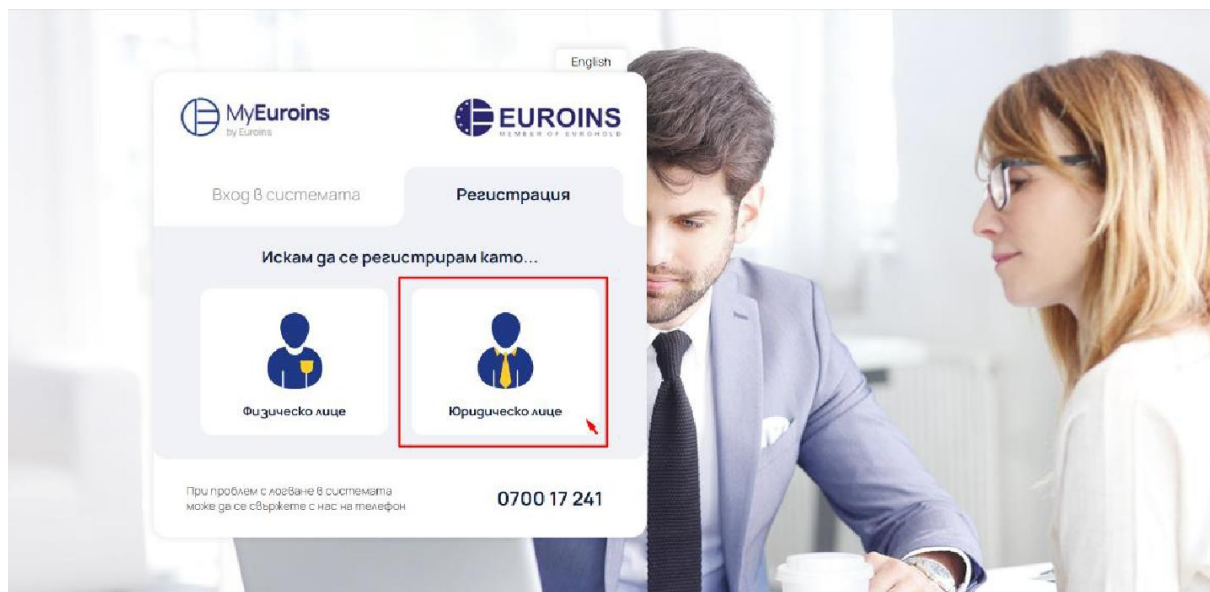 English
MyEuroins
by Euroins
EUROINS
MEMBER OF EUROHOLD
Вход в системата
Регистрация
Искам да се регистрирам като...
Физическо лице
Юридическо лице
При проблем с логване в системата
може да се свържете с нас на телефон
0700 17 241